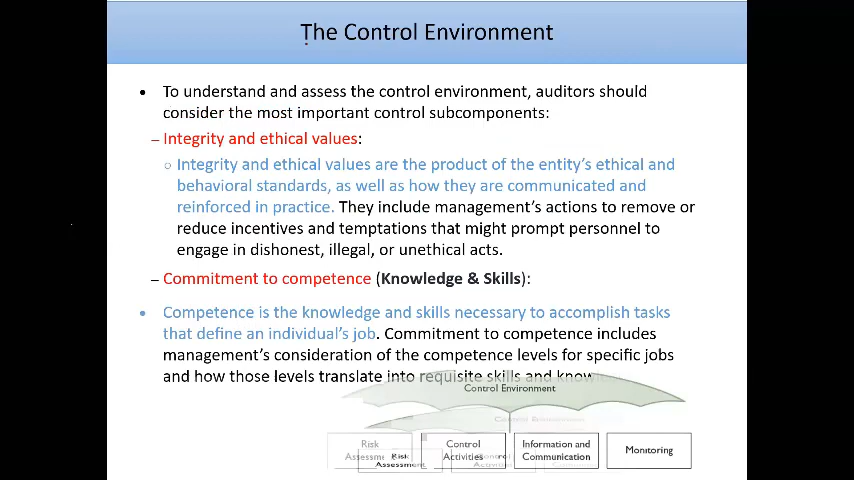 The Control Environment
• To understand and assess the control environment, auditors should
consider the most important control subcomponents:
– Integrity and ethical values:
○ Integrity and ethical values are the product of the entity's ethical and
behavioral standards, as well as how they are communicated and
reinforced in practice. They include management's actions to remove or
reduce incentives and temptations that might prompt personnel to
engage in dishonest, illegal, or unethical acts.
– Commitment to competence (Knowledge & Skills):
• Competence is the knowledge and skills necessary to accomplish tasks
that define an individual's job. Commitment to competence includes
management's consideration of the competence levels for specific jobs
and how those levels translate into requisite skills and
Control Environment
Control Environment
Risk
Control
Activities
Information and
Communication
Monitoring
Risk
Assessment